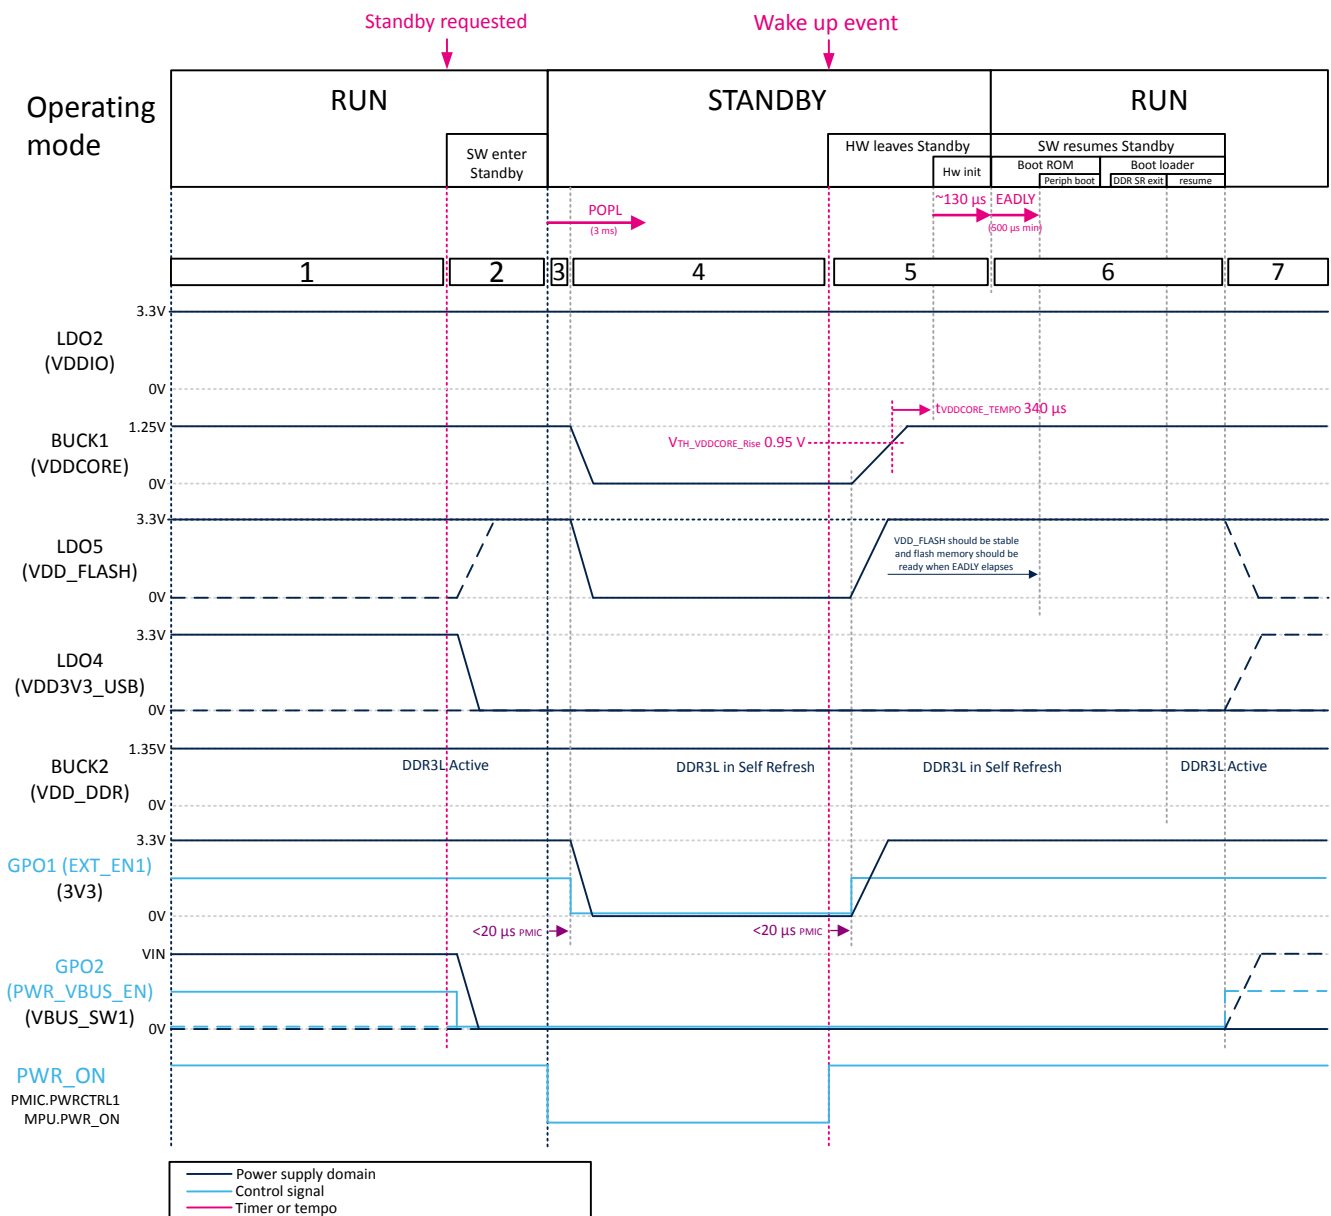 Standby requested
Wake up event
Operating
mode
RUN
STANDBY
RUN
SW enter
Standby
HW leaves Standby
Hw init
SW resumes Standby
Boot ROM
Boot loader
Periph boot
DDR SR exit
resume
POPL
(3 ms)
~130 µs
EADLY
(500 µs min)
1
2
3
4
5
6
7
3.3V
LDO2
(VDDIO)
0V
tVDDCORE_TEMPO 340 µs
1.25V
BUCK1
(VDDCORE)
VTH_VDDCORE_Rise 0.95 V
0V
3.3V
LDO5
(VDD_FLASH)
VDD_FLASH should be stable
and flash memory should be
ready when EADLY elapses
0V
3.3V
LDO4
(VDD3V3_USB)
0V
1.35V
BUCK2
(VDD_DDR)
DDR3L Active
DDR3L in Self Refresh
DDR3L in Self Refresh
DDR3L Active
0V
3.3V
GPO1 (EXT_EN1)
(3V3)
0V
<20 µs PMIC
<20 µs PMIC
VIN
GPO2
(PWR_VBUS_EN)
(VBUS_SW1)
0V
PWR_ON
PMIC.PWRCTRL1
MPU.PWR_ON
Power supply domain
Control signal
Timer or tempo